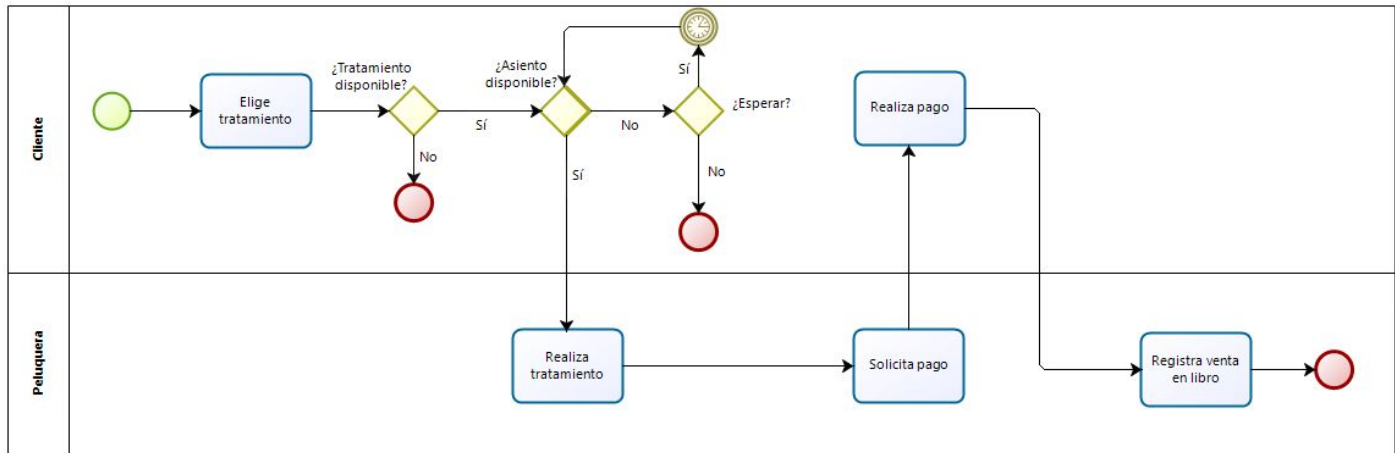 Cliente
Elige
tratamiento
¿Tratamiento
disponible?
Sí
No
¿Asiento
disponible?
No
Sí
Sí
¿Esperar?
No
Realiza pago
Peluquera
Realiza
tratamiento
Solicita pago
Registra venta
en libro